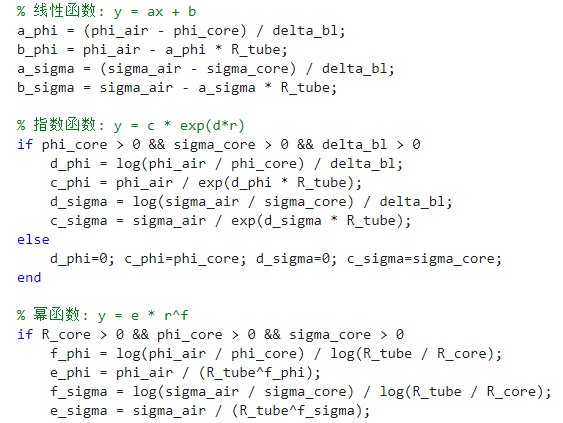 % 线性函数: y = ax + b
a_phi = (phi_air - phi_core) / delta_bl;
b_phi = phi_air - a_phi * R_tube;
a_sigma = (sigma_air - sigma_core) / delta_bl;
b_sigma = sigma_air - a_sigma * R_tube;
% 指数函数: y = c * exp(d*r)
if phi_core > 0 && sigma_core > 0 && delta_bl > 0
    d_phi = log(phi_air / phi_core) / delta_bl;
    c_phi = phi_air / exp(d_phi * R_tube);
    d_sigma = log(sigma_air / sigma_core) / delta_bl;
    c_sigma = sigma_air / exp(d_sigma * R_tube);
else
    d_phi=0; c_phi=phi_core; d_sigma=0; c_sigma=sigma_core;
end
% 幂函数: y = e * r^f
if R_core > 0 && phi_core > 0 && sigma_core > 0
    f_phi = log(phi_air / phi_core) / log(R_tube / R_core);
    e_phi = phi_air / (R_tube^f_phi);
    f_sigma = log(sigma_air / sigma_core) / log(R_tube / R_core);
    e_sigma = sigma_air / (R_tube^f_sigma);